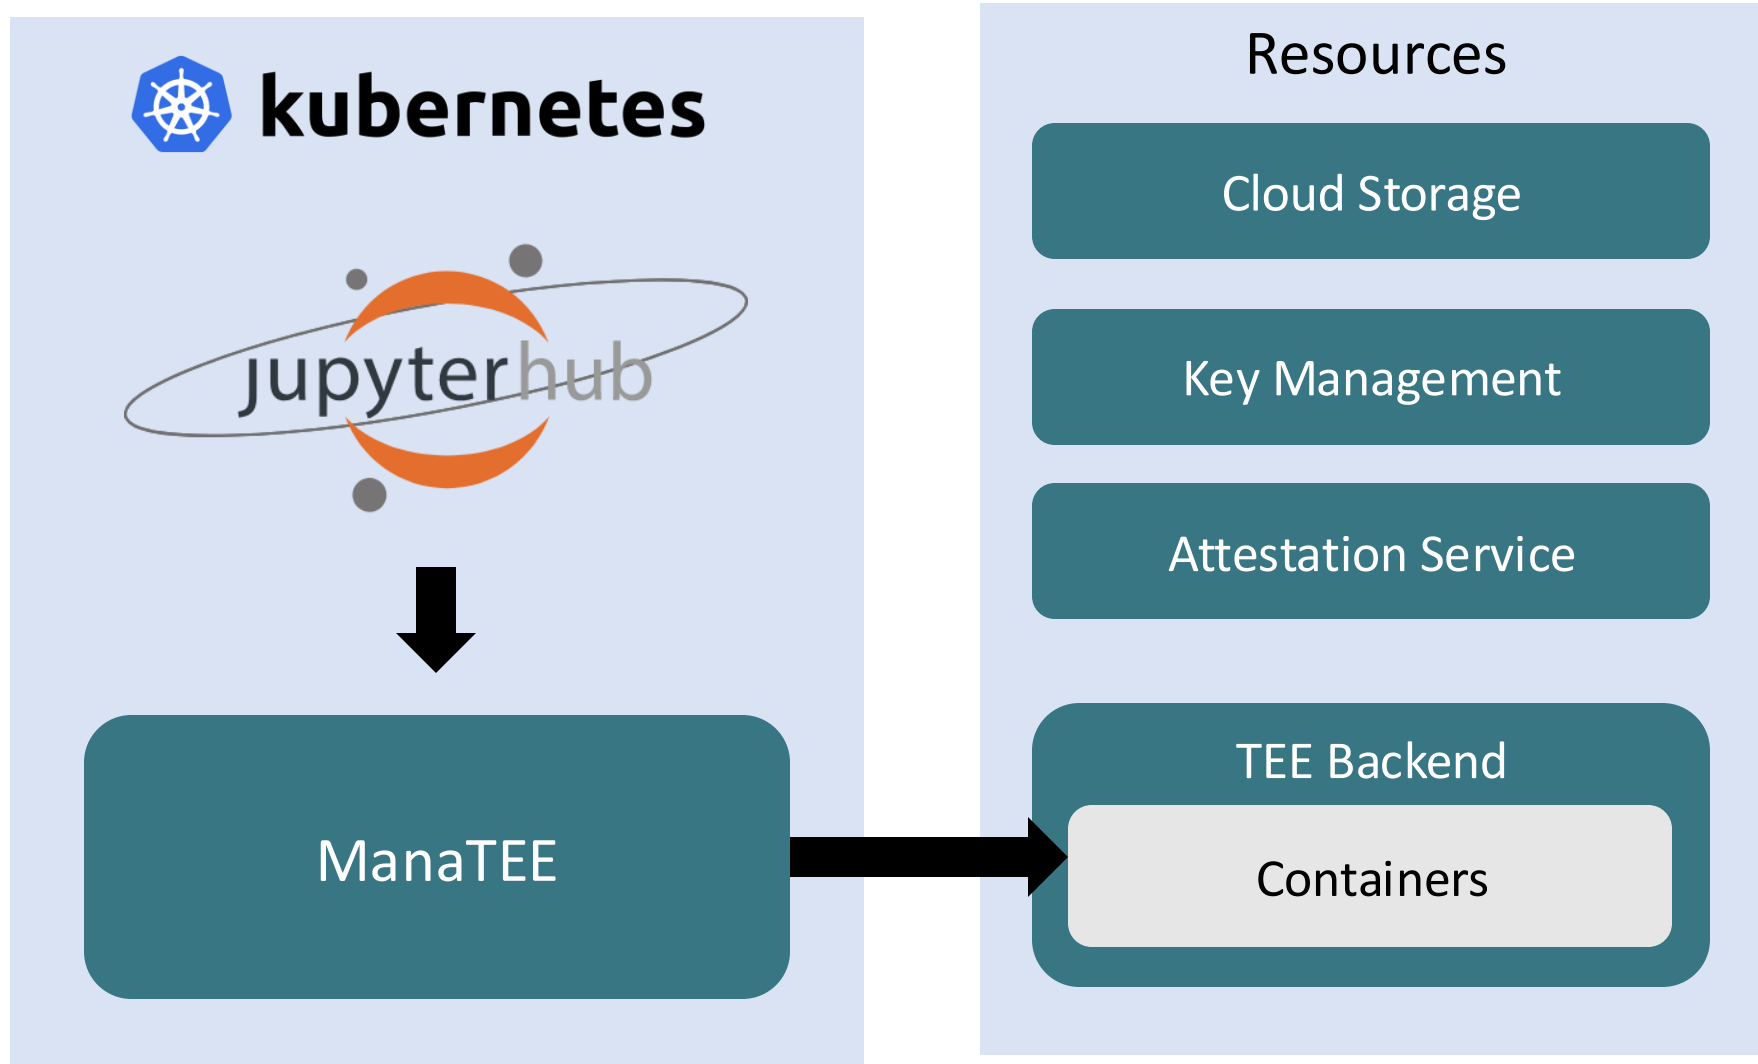 kubernetes
jupyterhub
ManaTEE
Resources
Cloud Storage
Key Management
Attestation Service
TEE Backend
Containers